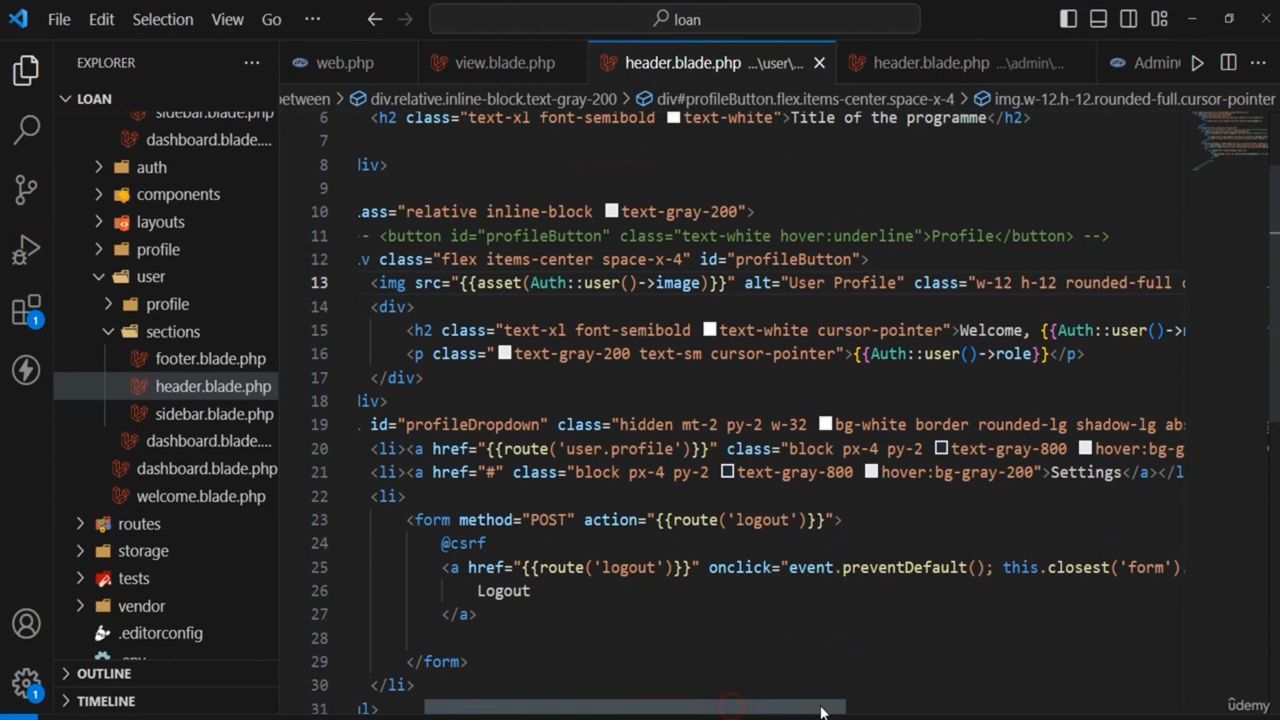 File Edit Selection View Go ··· loan
EXPLORER ···
web.php
view.blade.php
header.blade.php ...\user\...
header.blade.php ...\admin\...
Admin
LOAN
etween > div.relative.inline-block.text-gray-200 > div#profileButton.flex.items-center.space-x-4 > img.w-12.h-12.rounded-full.cursor-pointer
sidebar.blade.php
dashboard.blade....
auth
components
layouts
profile
user
profile
sections
footer.blade.php
header.blade.php
sidebar.blade.php
dashboard.blade....
dashboard.blade.php
welcome.blade.php
routes
storage
tests
vendor
.editorconfig
.env
OUTLINE
TIMELINE
1
1
6 <h2 class="text-xl font-semibold text-white">Title of the programme</h2>
7
8 div>
9
10 ass="relative inline-block text-gray-200">
11 -- <button id="profileButton" class="text-white hover:underline">Profile</button> -->
12 v class="flex items-center space-x-4" id="profileButton">
13 <img src="{{asset(Auth::user()->image)}}" alt="User Profile" class="w-12 h-12 rounded-full c
14 <div>
15 <h2 class="text-xl font-semibold text-white cursor-pointer">Welcome, {{Auth::user()->
16 <p class=" text-gray-200 text-sm cursor-pointer">{{Auth::user()->role}}</p>
17 </div>
18 div>
19 id="profileDropdown" class="hidden mt-2 py-2 w-32 bg-white border rounded-lg shadow-lg abs
20 <li><a href="{{route('user.profile')}}" class="block px-4 py-2 text-gray-800 hover:bg-g
21 <li><a href="#" class="block px-4 py-2 text-gray-800 hover:bg-gray-200">Settings</a></l
22 <li>
23 <form method="POST" action="{{route('logout')}}">
24 @csrf
25 <a href="{{route('logout')}}" onclick="event.preventDefault(); this.closest('form').
26 Logout
27 </a>
28
29 </form>
30 </li>
31 l>
ûdemy